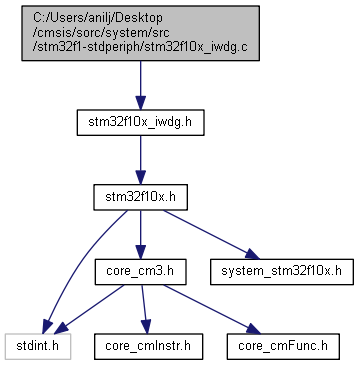 C:/Users/anilj/Desktop
/cmsis/sorc/system/src
/stm32f1-stdperiph/stm32f10x_iwdg.c
stm32f10x_iwdg.h
stm32f10x.h
core_cm3.h
system_stm32f10x.h
stdint.h
core_cmInstr.h
core_cmFunc.h